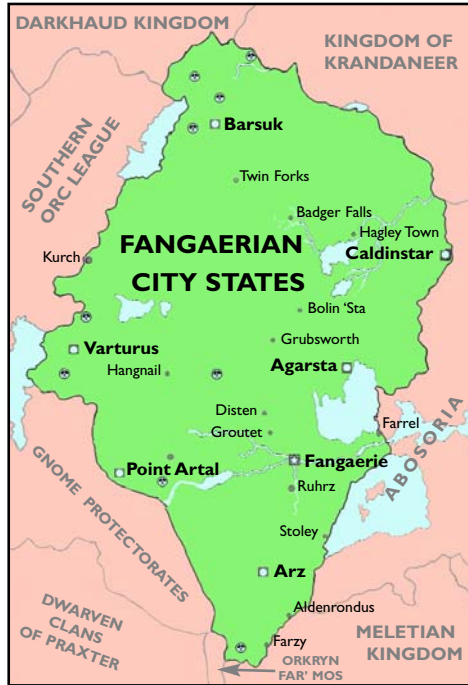 DARKHAUD KINGDOM
KINGDOM OF
KRANDANEER
SOUTHERN
ORC LEAGUE
Barsuk
Twin Forks
Badger Falls
Hagley Town
Caldinstar
Kurch
FANGAERIAN
CITY STATES
Bolin 'Sta
Grubsworth
Varturus
Hangnail
Agarsta
Disten
Groutet
Farrel
ABOSORIA
Point Artal
Fangaerie
Ruhrz
GNOME PROTECTORATES
Stoley
Arz
Aldenrondus
DWARVEN
CLANS
OF PRAXTER
MELETIAN
KINGDOM
Farzy
ORKRYN
FAR' MOS